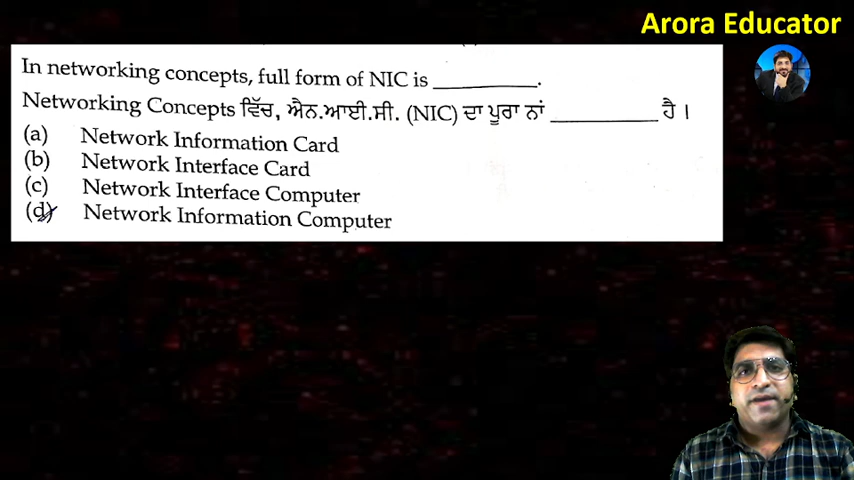 Arora Educator
In networking concepts, full form of NIC is __________.
Networking Concepts ਵਿੱਚ, ਐਨ.ਆਈ.ਸੀ. (NIC) ਦਾ ਪੂਰਾ ਨਾਂ __________ ਹੈ ।
(a) Network Information Card
(b) Network Interface Card
(c) Network Interface Computer
(d) Network Information Computer